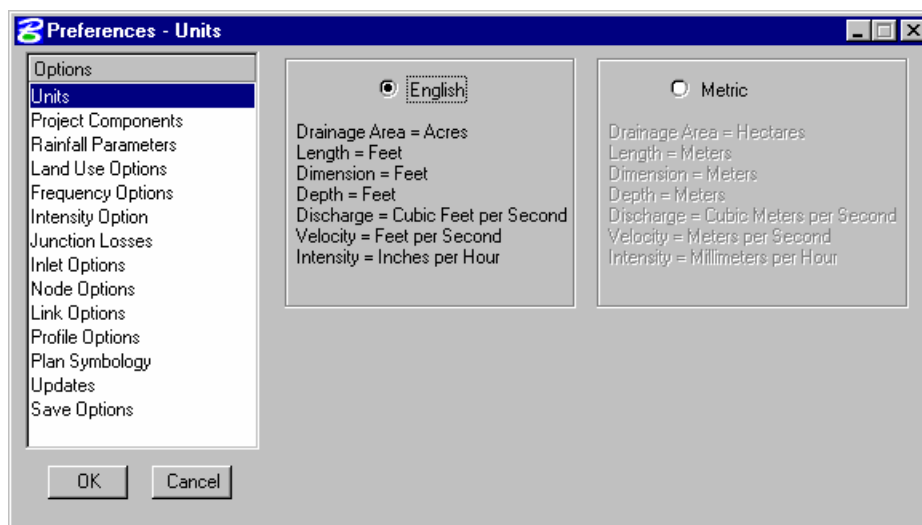 Preferences - Units
Options
Units
Project Components
Rainfall Parameters
Land Use Options
Frequency Options
Intensity Option
Junction Losses
Inlet Options
Node Options
Link Options
Profile Options
Plan Symbology
Updates
Save Options
OK
Cancel
English
Drainage Area = Acres
Length = Feet
Dimension = Feet
Depth = Feet
Discharge = Cubic Feet per Second
Velocity = Feet per Second
Intensity = Inches per Hour
Metric
Drainage Area = Hectares
Length = Meters
Dimension = Meters
Depth = Meters
Discharge = Cubic Meters per Second
Velocity = Meters per Second
Intensity = Millimeters per Hour